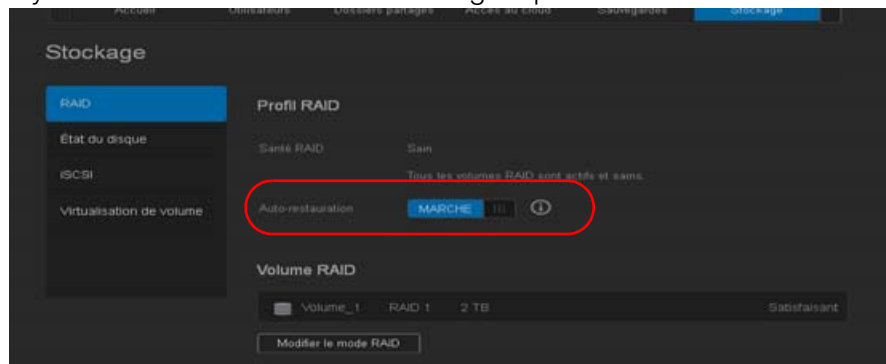 Accueil Utilisateurs Dossiers partagés Accès au cloud Sauvegardes Stockage
Stockage
RAID
Profil RAID
État du disque
Santé RAID Sain
iSCSI
Tous les volumes RAID sont actifs et sains.
Virtualisation de volume
Auto-restauration MARCHE
Volume RAID
Volume_1 RAID 1 2 TB Satisfaisant
Modifier le mode RAID